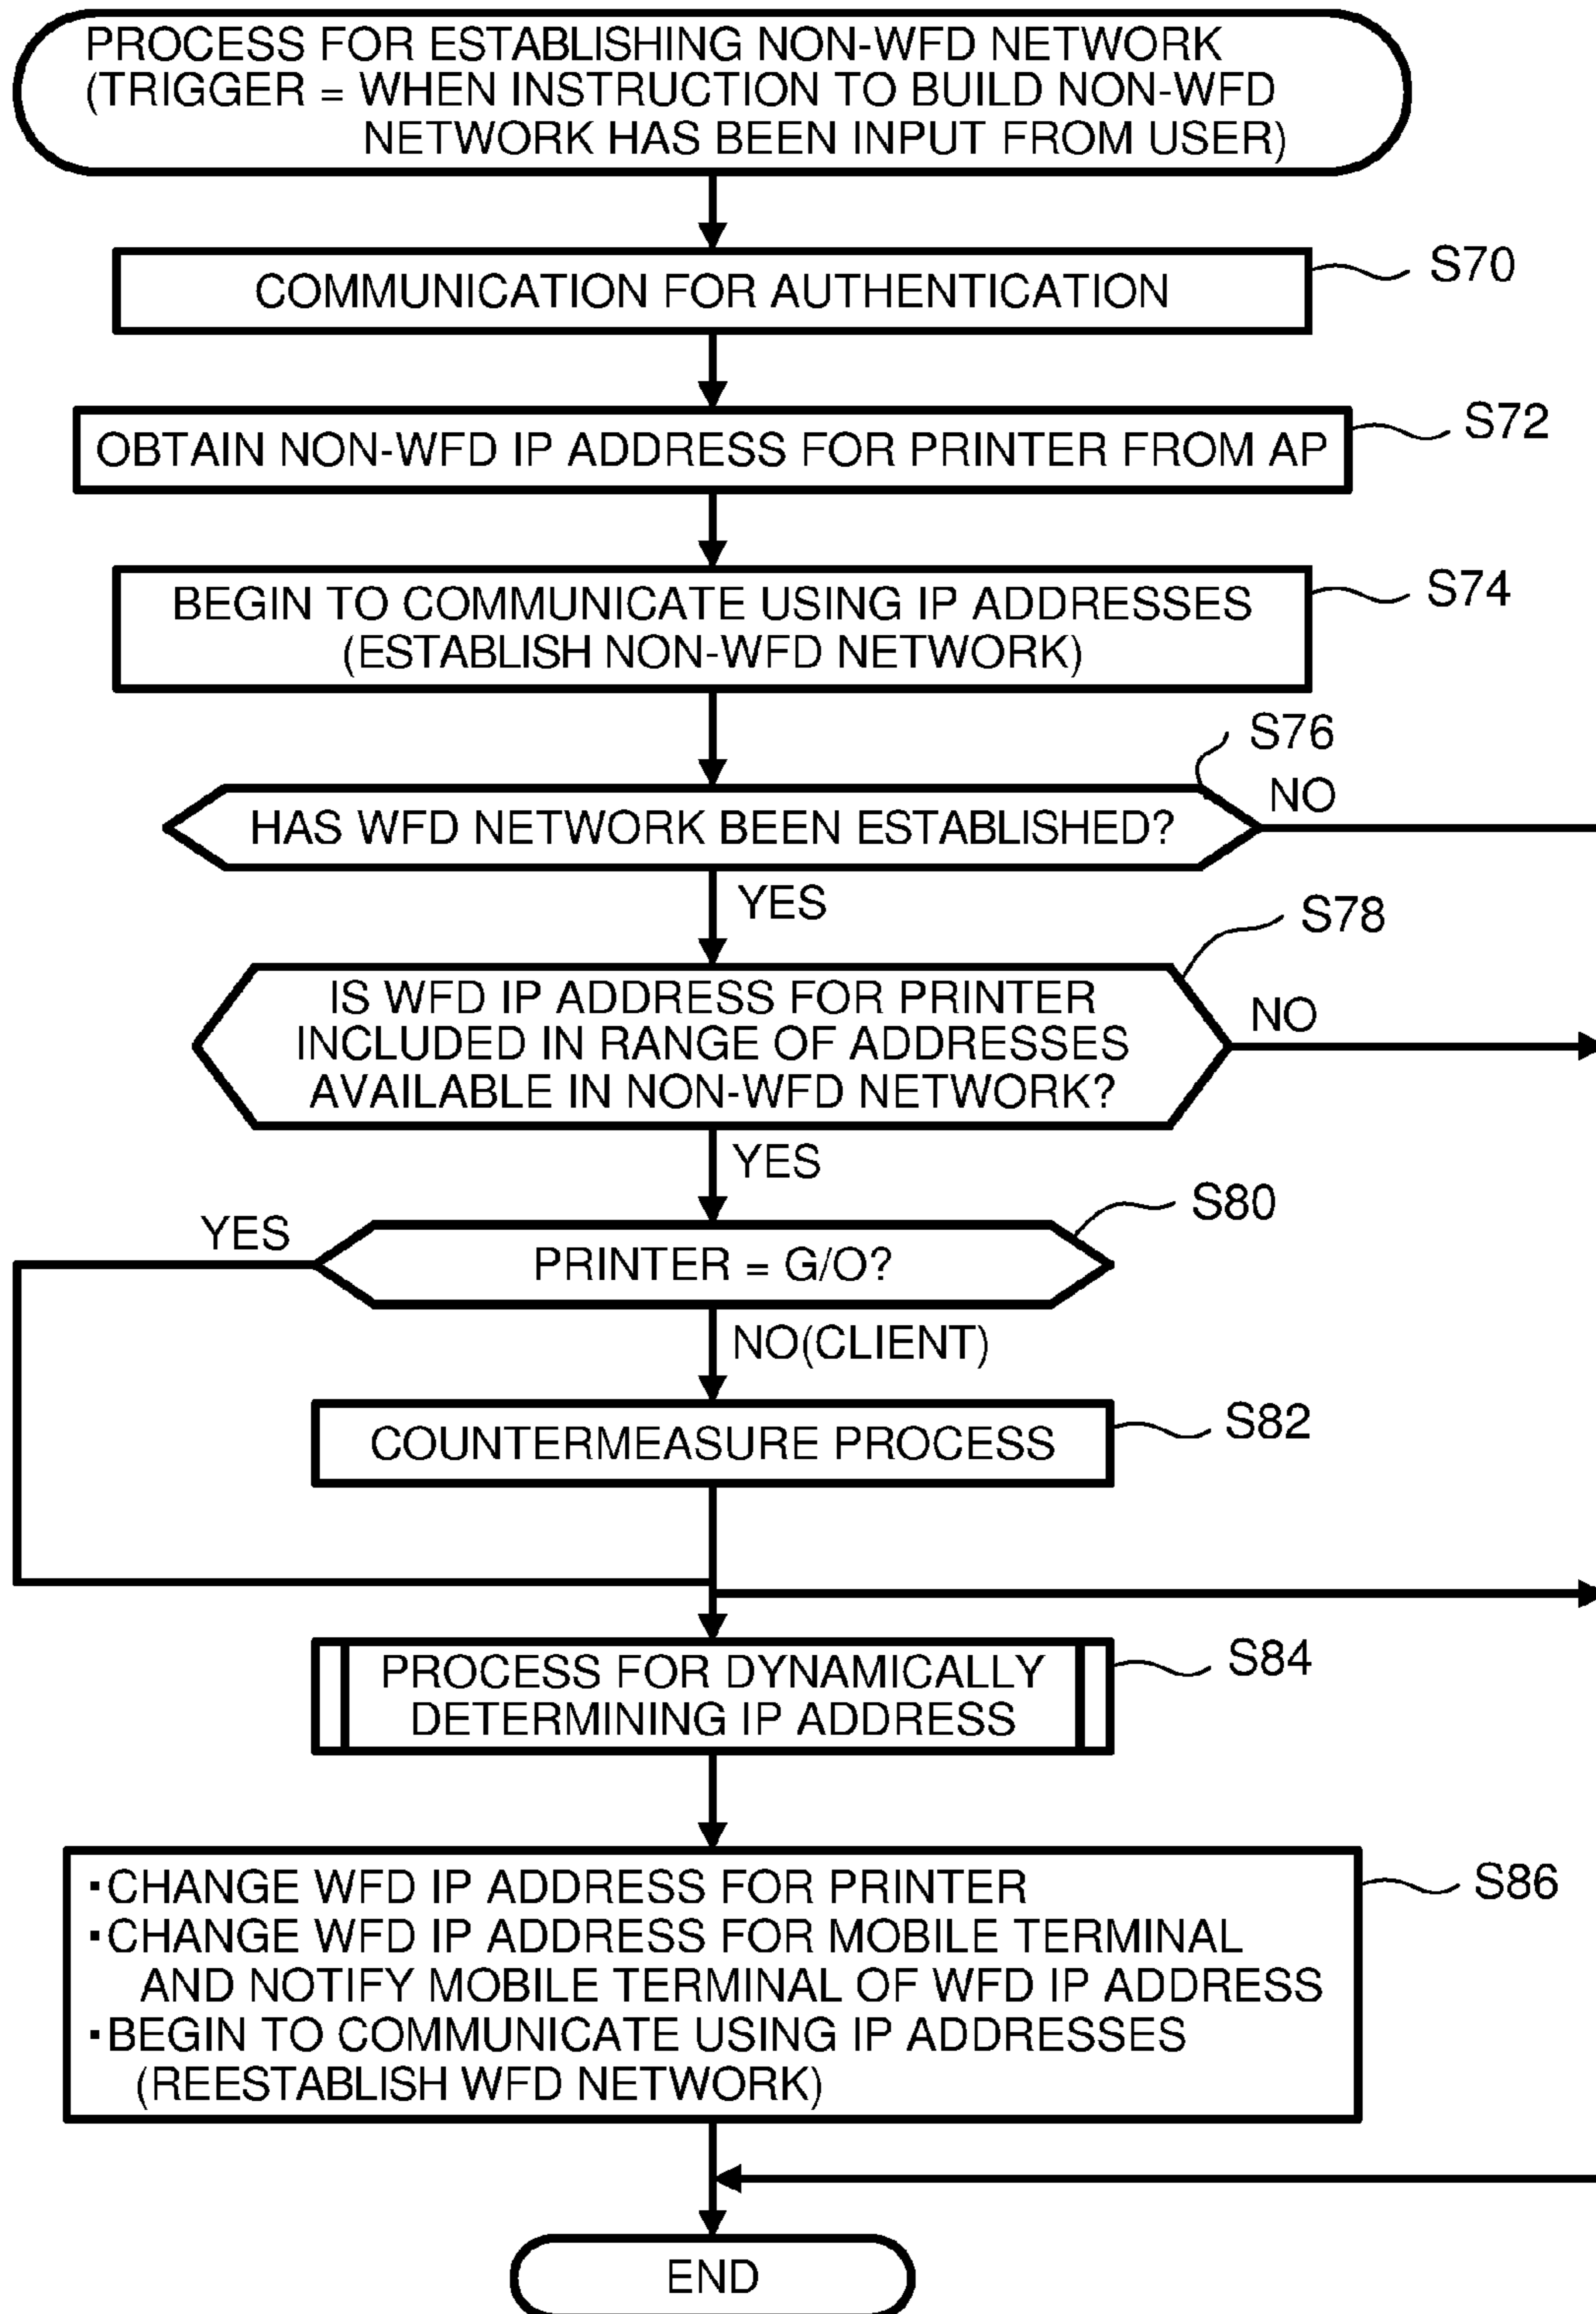 PROCESS FOR ESTABLISHING NON-WFD NETWORK
(TRIGGER = WHEN INSTRUCTION TO BUILD NON-WFD
NETWORK HAS BEEN INPUT FROM USER)
COMMUNICATION FOR AUTHENTICATION
S70
OBTAIN NON-WFD IP ADDRESS FOR PRINTER FROM AP
S72
BEGIN TO COMMUNICATE USING IP ADDRESSES
(ESTABLISH NON-WFD NETWORK)
S74
S76
HAS WFD NETWORK BEEN ESTABLISHED?
NO
YES
S78
IS WFD IP ADDRESS FOR PRINTER
INCLUDED IN RANGE OF ADDRESSES
AVAILABLE IN NON-WFD NETWORK?
NO
YES
S80
YES
PRINTER = G/O?
NO(CLIENT)
COUNTERMEASURE PROCESS
S82
PROCESS FOR DYNAMICALLY
DETERMINING IP ADDRESS
S84
・CHANGE WFD IP ADDRESS FOR PRINTER
・CHANGE WFD IP ADDRESS FOR MOBILE TERMINAL
AND NOTIFY MOBILE TERMINAL OF WFD IP ADDRESS
・BEGIN TO COMMUNICATE USING IP ADDRESSES
(REESTABLISH WFD NETWORK)
S86
END